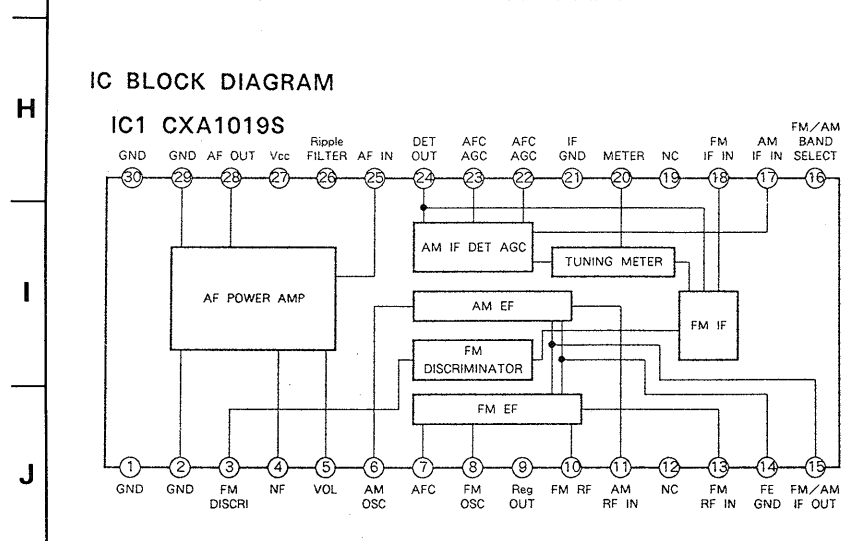 IC BLOCK DIAGRAM
H
IC1 CXA1019S
GND GND AF OUT Vcc Ripple FILTER AF IN DET OUT AFC AGC AFC AGC IF GND METER NC FM IF IN AM IF IN FM/AM BAND SELECT
30 29 28 27 26 25 24 23 22 21 20 19 18 17 16
AM IF DET AGC
TUNING METER
I
AF POWER AMP
AM EF
FM IF
FM
DISCRIMINATOR
FM EF
J
1 2 3 4 5 6 7 8 9 10 11 12 13 14 15
GND GND FM DISCRI NF VOL AM OSC AFC FM OSC Reg OUT FM RF AM RF IN NC FM RF IN FE GND FM/AM IF OUT